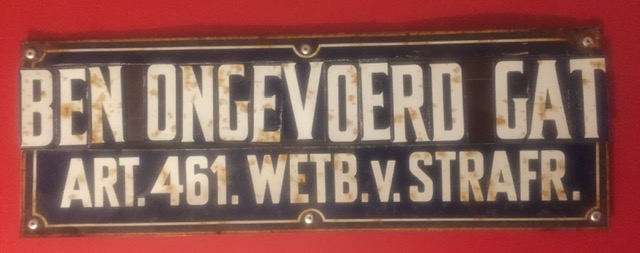 BEN ONGEVOERD GAT
ART. 461. WETB. v. STRAFR.